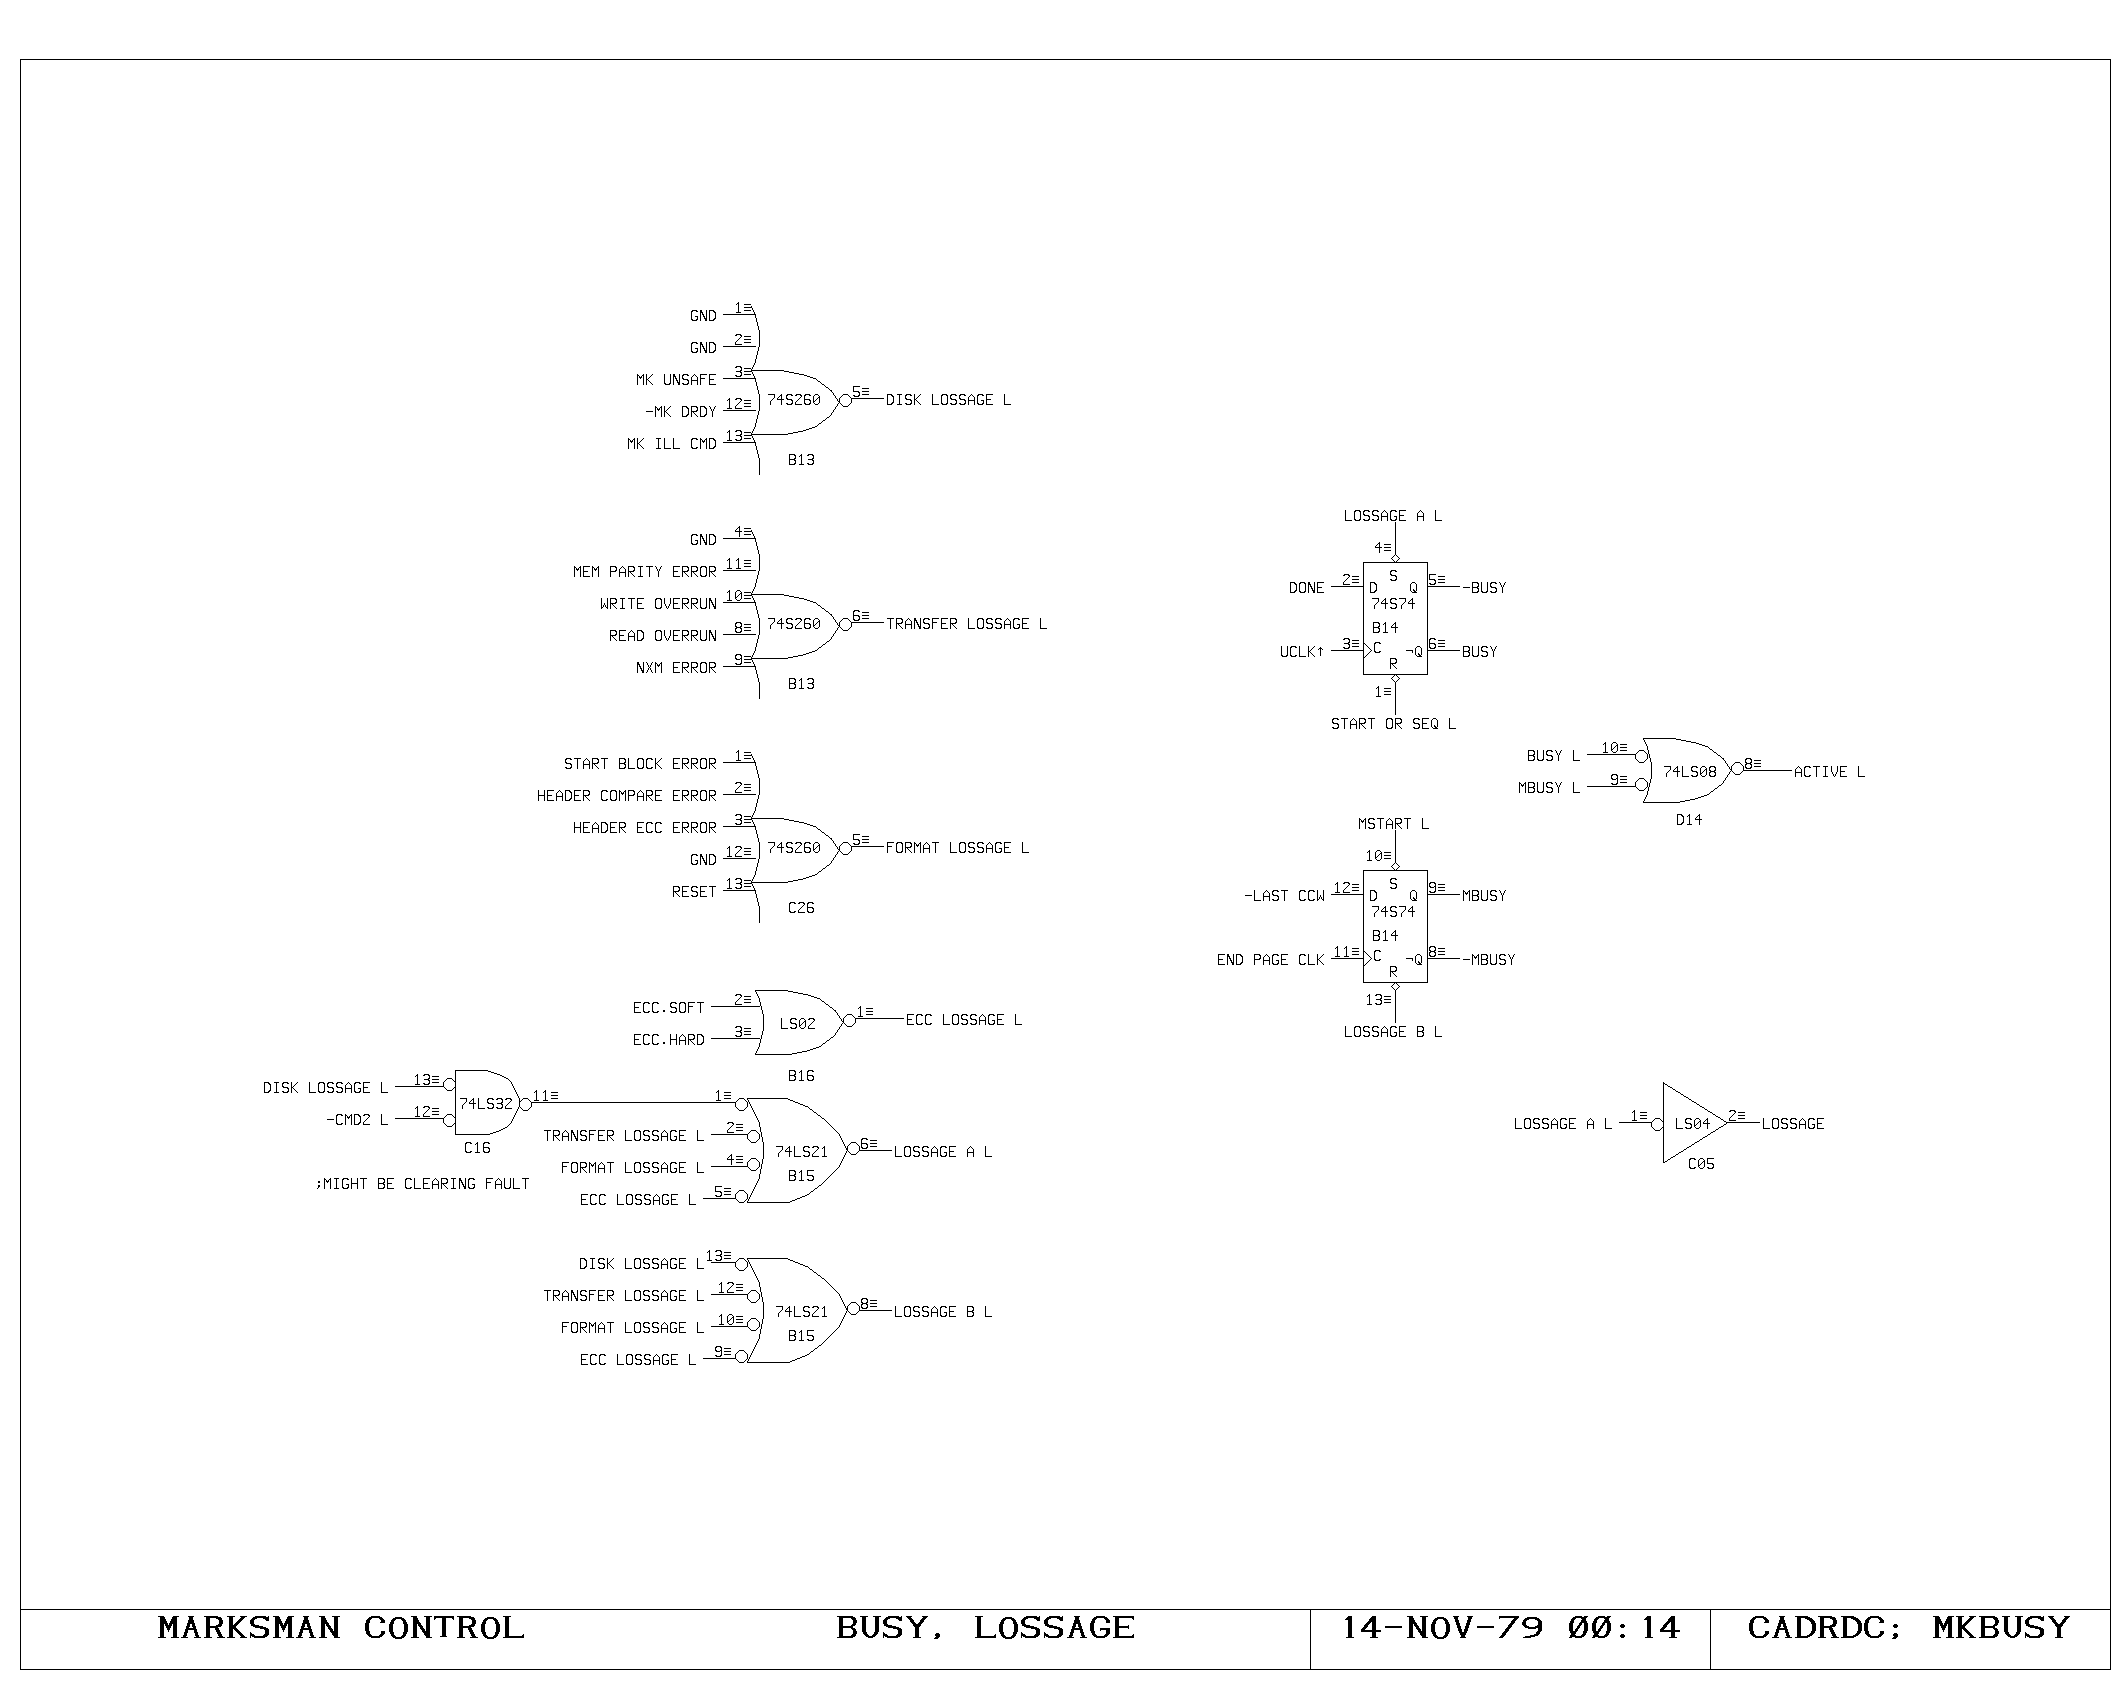 1≡
GND
2≡
GND
3≡
MK UNSAFE
12≡
-MK DRDY
13≡
MK ILL CMD
74S260
B13
5≡
DISK LOSSAGE L
4≡
GND
11≡
MEM PARITY ERROR
10≡
WRITE OVERRUN
8≡
READ OVERRUN
9≡
NXM ERROR
74S260
B13
6≡
TRANSFER LOSSAGE L
1≡
START BLOCK ERROR
2≡
HEADER COMPARE ERROR
3≡
HEADER ECC ERROR
12≡
GND
13≡
RESET
74S260
C26
5≡
FORMAT LOSSAGE L
ECC.SOFT
2≡
ECC.HARD
3≡
LS02
B16
1≡
ECC LOSSAGE L
DISK LOSSAGE L
13≡
-CMD2 L
12≡
74LS32
C16
11≡
;MIGHT BE CLEARING FAULT
1≡
TRANSFER LOSSAGE L
2≡
FORMAT LOSSAGE L
4≡
ECC LOSSAGE L
5≡
74LS21
B15
6≡
LOSSAGE A L
DISK LOSSAGE L
13≡
TRANSFER LOSSAGE L
12≡
FORMAT LOSSAGE L
10≡
ECC LOSSAGE L
9≡
74LS21
B15
8≡
LOSSAGE B L
LOSSAGE A L
4≡
S
DONE
2≡
D
Q
5≡
-BUSY
74S74
B14
UCLK↑
3≡
C
¬Q
6≡
BUSY
R
1≡
START OR SEQ L
BUSY L
10≡
MBUSY L
9≡
74LS08
D14
8≡
ACTIVE L
MSTART L
10≡
S
-LAST CCW
12≡
D
Q
9≡
MBUSY
74S74
B14
END PAGE CLK
11≡
C
¬Q
8≡
-MBUSY
R
13≡
LOSSAGE B L
LOSSAGE A L
1≡
LS04
C05
2≡
LOSSAGE
MARKSMAN CONTROL
BUSY, LOSSAGE
14-NOV-79 00:14
CADRDC; MKBUSY